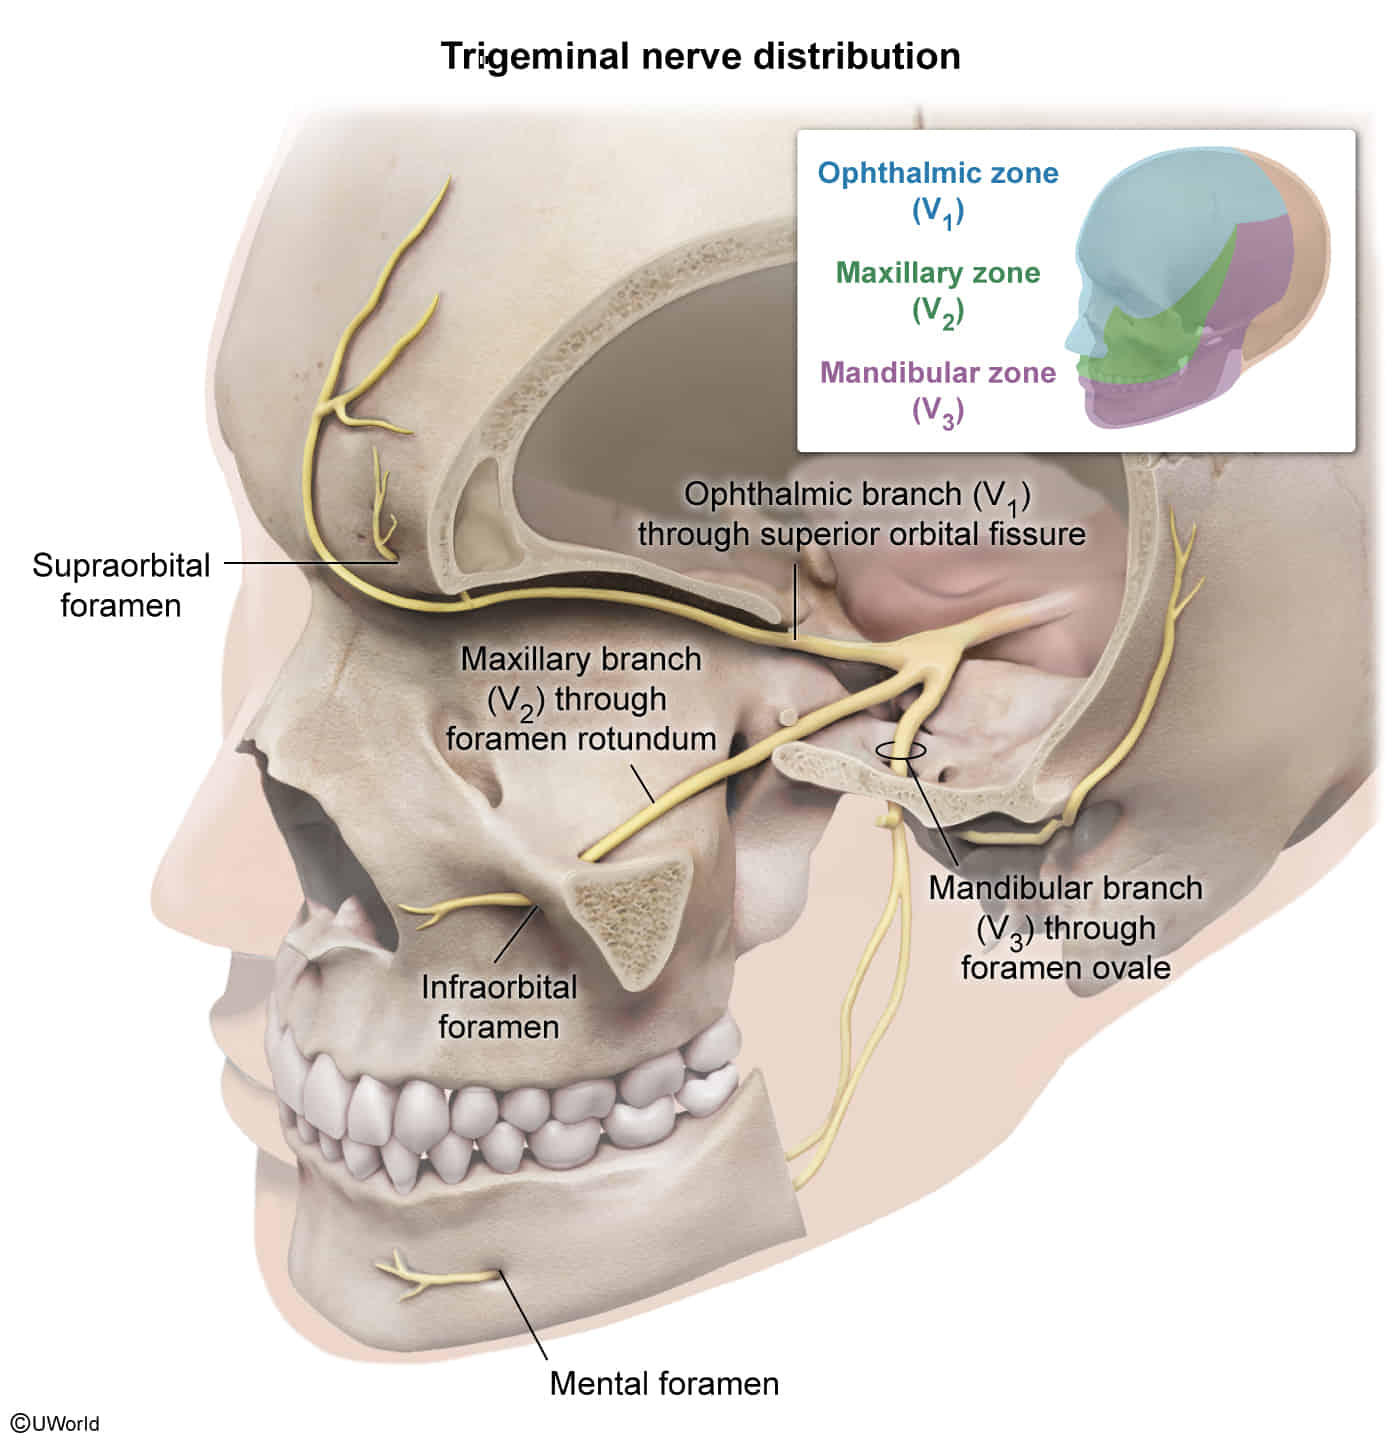 Trigeminal nerve distribution
Ophthalmic zone
(V1)
Maxillary zone
(V2)
Mandibular zone
(V3)
Ophthalmic branch (V1)
through superior orbital fissure
Supraorbital
foramen
Maxillary branch
(V2) through
foramen rotundum
Mandibular branch
(V3) through
foramen ovale
Infraorbital
foramen
Mental foramen
©UWorld